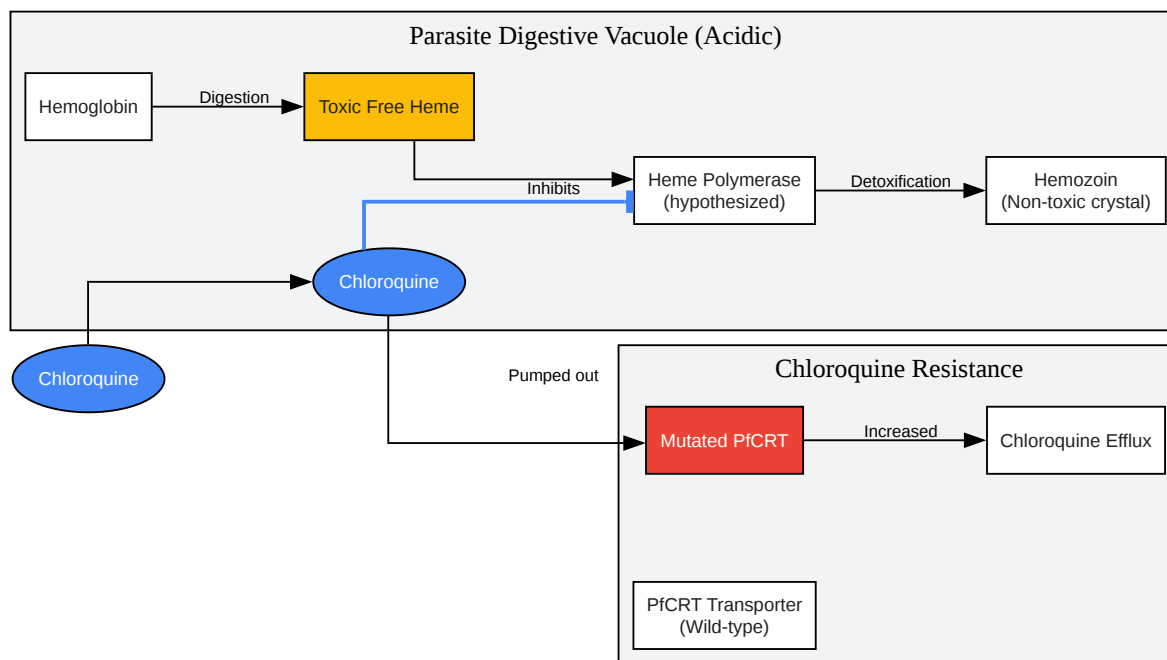 Parasite Digestive Vacuole (Acidic)
Hemoglobin
Digestion
Toxic Free Heme
Inhibits
Heme Polymerase
(hypothesized)
Detoxification
Hemozoin
(Non-toxic crystal)
Chloroquine
Chloroquine
Pumped out
Chloroquine Resistance
Mutated PfCRT
Increased
Chloroquine Efflux
PfCRT Transporter
(Wild-type)